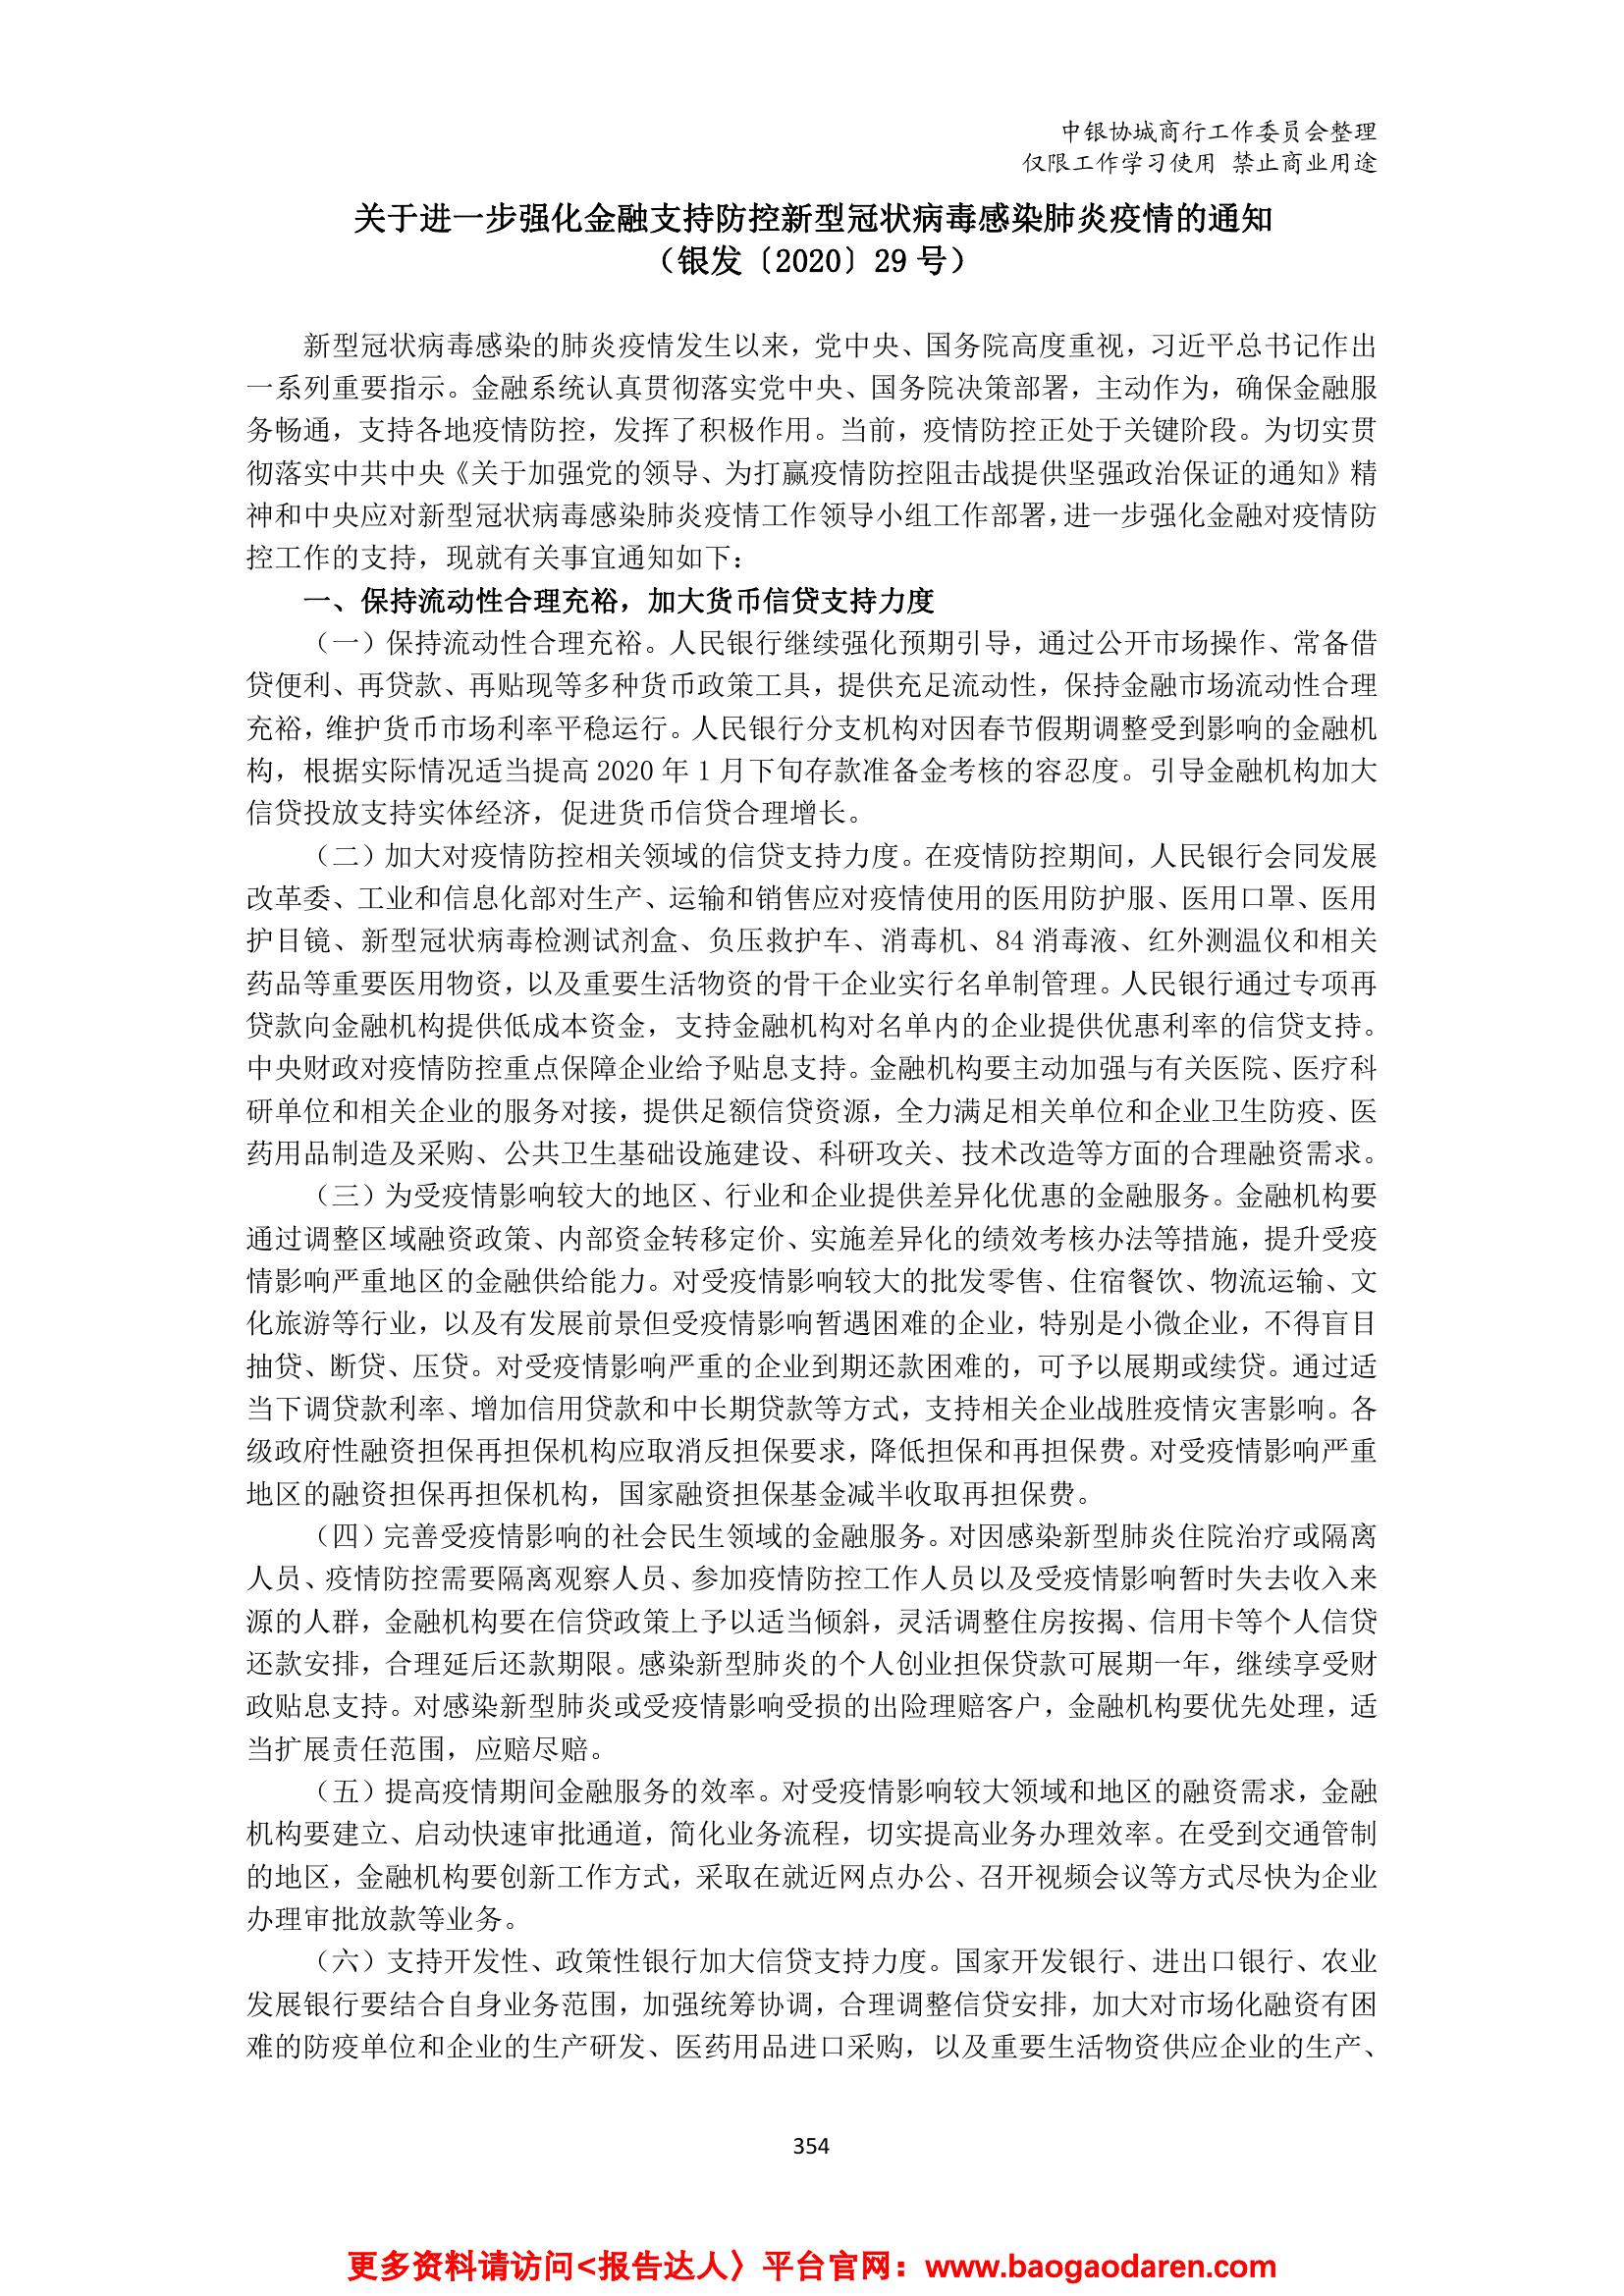 中银协城商行工作委员会整理
仅限工作学习使用 禁止商业用途
关于进一步强化金融支持防控新型冠状病毒感染肺炎疫情的通知
（银发〔2020〕29 号）
新型冠状病毒感染的肺炎疫情发生以来，党中央、国务院高度重视，习近平总书记作出
一系列重要指示。金融系统认真贯彻落实党中央、国务院决策部署，主动作为，确保金融服
务畅通，支持各地疫情防控，发挥了积极作用。当前，疫情防控正处于关键阶段。为切实贯
彻落实中共中央《关于加强党的领导、为打赢疫情防控阻击战提供坚强政治保证的通知》精
神和中央应对新型冠状病毒感染肺炎疫情工作领导小组工作部署，进一步强化金融对疫情防
控工作的支持，现就有关事宜通知如下：
一、保持流动性合理充裕，加大货币信贷支持力度
（一）保持流动性合理充裕。人民银行继续强化预期引导，通过公开市场操作、常备借
贷便利、再贷款、再贴现等多种货币政策工具，提供充足流动性，保持金融市场流动性合理
充裕，维护货币市场利率平稳运行。人民银行分支机构对因春节假期调整受到影响的金融机
构，根据实际情况适当提高 2020 年 1 月下旬存款准备金考核的容忍度。引导金融机构加大
信贷投放支持实体经济，促进货币信贷合理增长。
（二）加大对疫情防控相关领域的信贷支持力度。在疫情防控期间，人民银行会同发展
改革委、工业和信息化部对生产、运输和销售应对疫情使用的医用防护服、医用口罩、医用
护目镜、新型冠状病毒检测试剂盒、负压救护车、消毒机、84 消毒液、红外测温仪和相关
药品等重要医用物资，以及重要生活物资的骨干企业实行名单制管理。人民银行通过专项再
贷款向金融机构提供低成本资金，支持金融机构对名单内的企业提供优惠利率的信贷支持。
中央财政对疫情防控重点保障企业给予贴息支持。金融机构要主动加强与有关医院、医疗科
研单位和相关企业的服务对接，提供足额信贷资源，全力满足相关单位和企业卫生防疫、医
药用品制造及采购、公共卫生基础设施建设、科研攻关、技术改造等方面的合理融资需求。
（三）为受疫情影响较大的地区、行业和企业提供差异化优惠的金融服务。金融机构要
通过调整区域融资政策、内部资金转移定价、实施差异化的绩效考核办法等措施，提升受疫
情影响严重地区的金融供给能力。对受疫情影响较大的批发零售、住宿餐饮、物流运输、文
化旅游等行业，以及有发展前景但受疫情影响暂遇困难的企业，特别是小微企业，不得盲目
抽贷、断贷、压贷。对受疫情影响严重的企业到期还款困难的，可予以展期或续贷。通过适
当下调贷款利率、增加信用贷款和中长期贷款等方式，支持相关企业战胜疫情灾害影响。各
级政府性融资担保再担保机构应取消反担保要求，降低担保和再担保费。对受疫情影响严重
地区的融资担保再担保机构，国家融资担保基金减半收取再担保费。
（四）完善受疫情影响的社会民生领域的金融服务。对因感染新型肺炎住院治疗或隔离
人员、疫情防控需要隔离观察人员、参加疫情防控工作人员以及受疫情影响暂时失去收入来
源的人群，金融机构要在信贷政策上予以适当倾斜，灵活调整住房按揭、信用卡等个人信贷
还款安排，合理延后还款期限。感染新型肺炎的个人创业担保贷款可展期一年，继续享受财
政贴息支持。对感染新型肺炎或受疫情影响受损的出险理赔客户，金融机构要优先处理，适
当扩展责任范围，应赔尽赔。
（五）提高疫情期间金融服务的效率。对受疫情影响较大领域和地区的融资需求，金融
机构要建立、启动快速审批通道，简化业务流程，切实提高业务办理效率。在受到交通管制
的地区，金融机构要创新工作方式，采取在就近网点办公、召开视频会议等方式尽快为企业
办理审批放款等业务。
（六）支持开发性、政策性银行加大信贷支持力度。国家开发银行、进出口银行、农业
发展银行要结合自身业务范围，加强统筹协调，合理调整信贷安排，加大对市场化融资有困
难的防疫单位和企业的生产研发、医药用品进口采购，以及重要生活物资供应企业的生产、
354
更多资料请访问<报告达人〉平台官网：www.baogaodaren.com